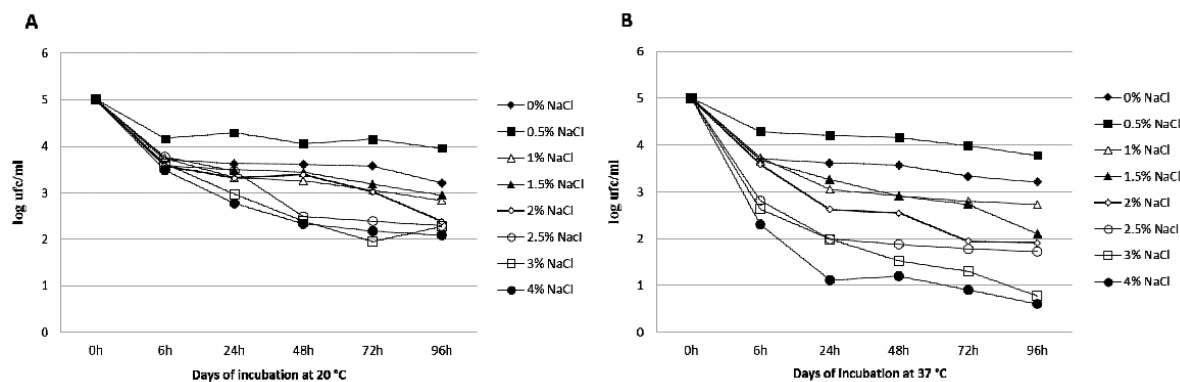 A
6
5
4
3
2
1
0
log ufc/ml
0h
6h
24h
48h
72h
96h
Days of incubation at 20 °C
0% NaCl
0.5% NaCl
1% NaCl
1.5% NaCl
2% NaCl
2.5% Nacl
3% NaCl
4% NaCl
B
6
5
4
3
2
1
0
log ufc/ml
0h
6h
24h
48h
72h
96h
Days of incubation at 37 °C
0% NaCl
0.5% NaCl
1% NaCl
1.5% NaCl
2% NaCl
2.5% Nacl
3% NaCl
4% NaCl